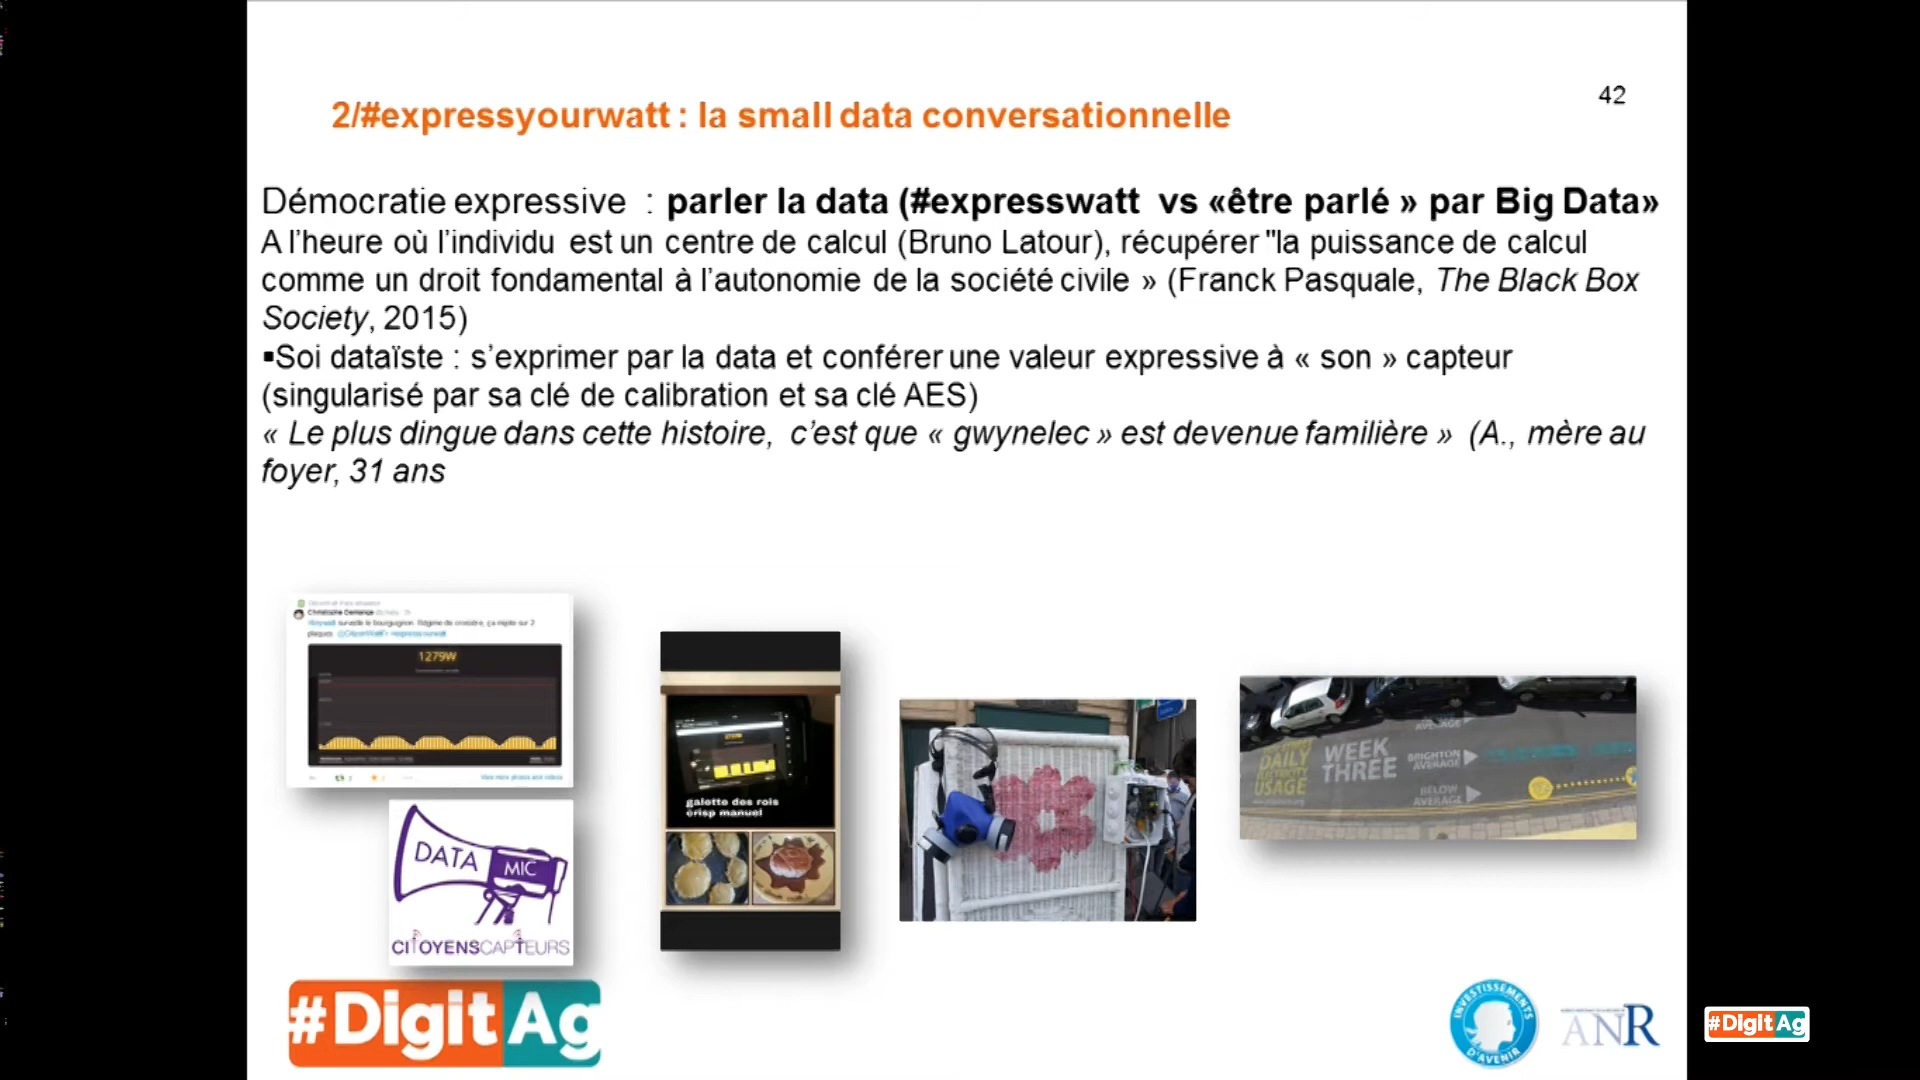 42
2/#expressyourwatt : la small data conversationnelle
Démocratie expressive : parler la data (#expresswatt vs «être parlé » par Big Data»
A l’heure où l’individu est un centre de calcul (Bruno Latour), récupérer "la puissance de calcul
comme un droit fondamental à l’autonomie de la société civile » (Franck Pasquale, The Black Box
Society, 2015)
▪Soi dataïste : s’exprimer par la data et conférer une valeur expressive à « son » capteur
(singularisé par sa clé de calibration et sa clé AES)
« Le plus dingue dans cette histoire, c’est que « gwynelec » est devenue familière » (A., mère au
foyer, 31 ans
1279W
DATA MIC
CITOYENSCAPTEURS
galette des rois
crisp manuel
DAILY
ELECTRICITY
USAGE
WEEK
THREE
AVERAGE
BRIGHTON
AVERAGE
BELOW
AVERAGE
#DigitAg
INVESTISSEMENTS
D'AVENIR
ANR
#DigitAg